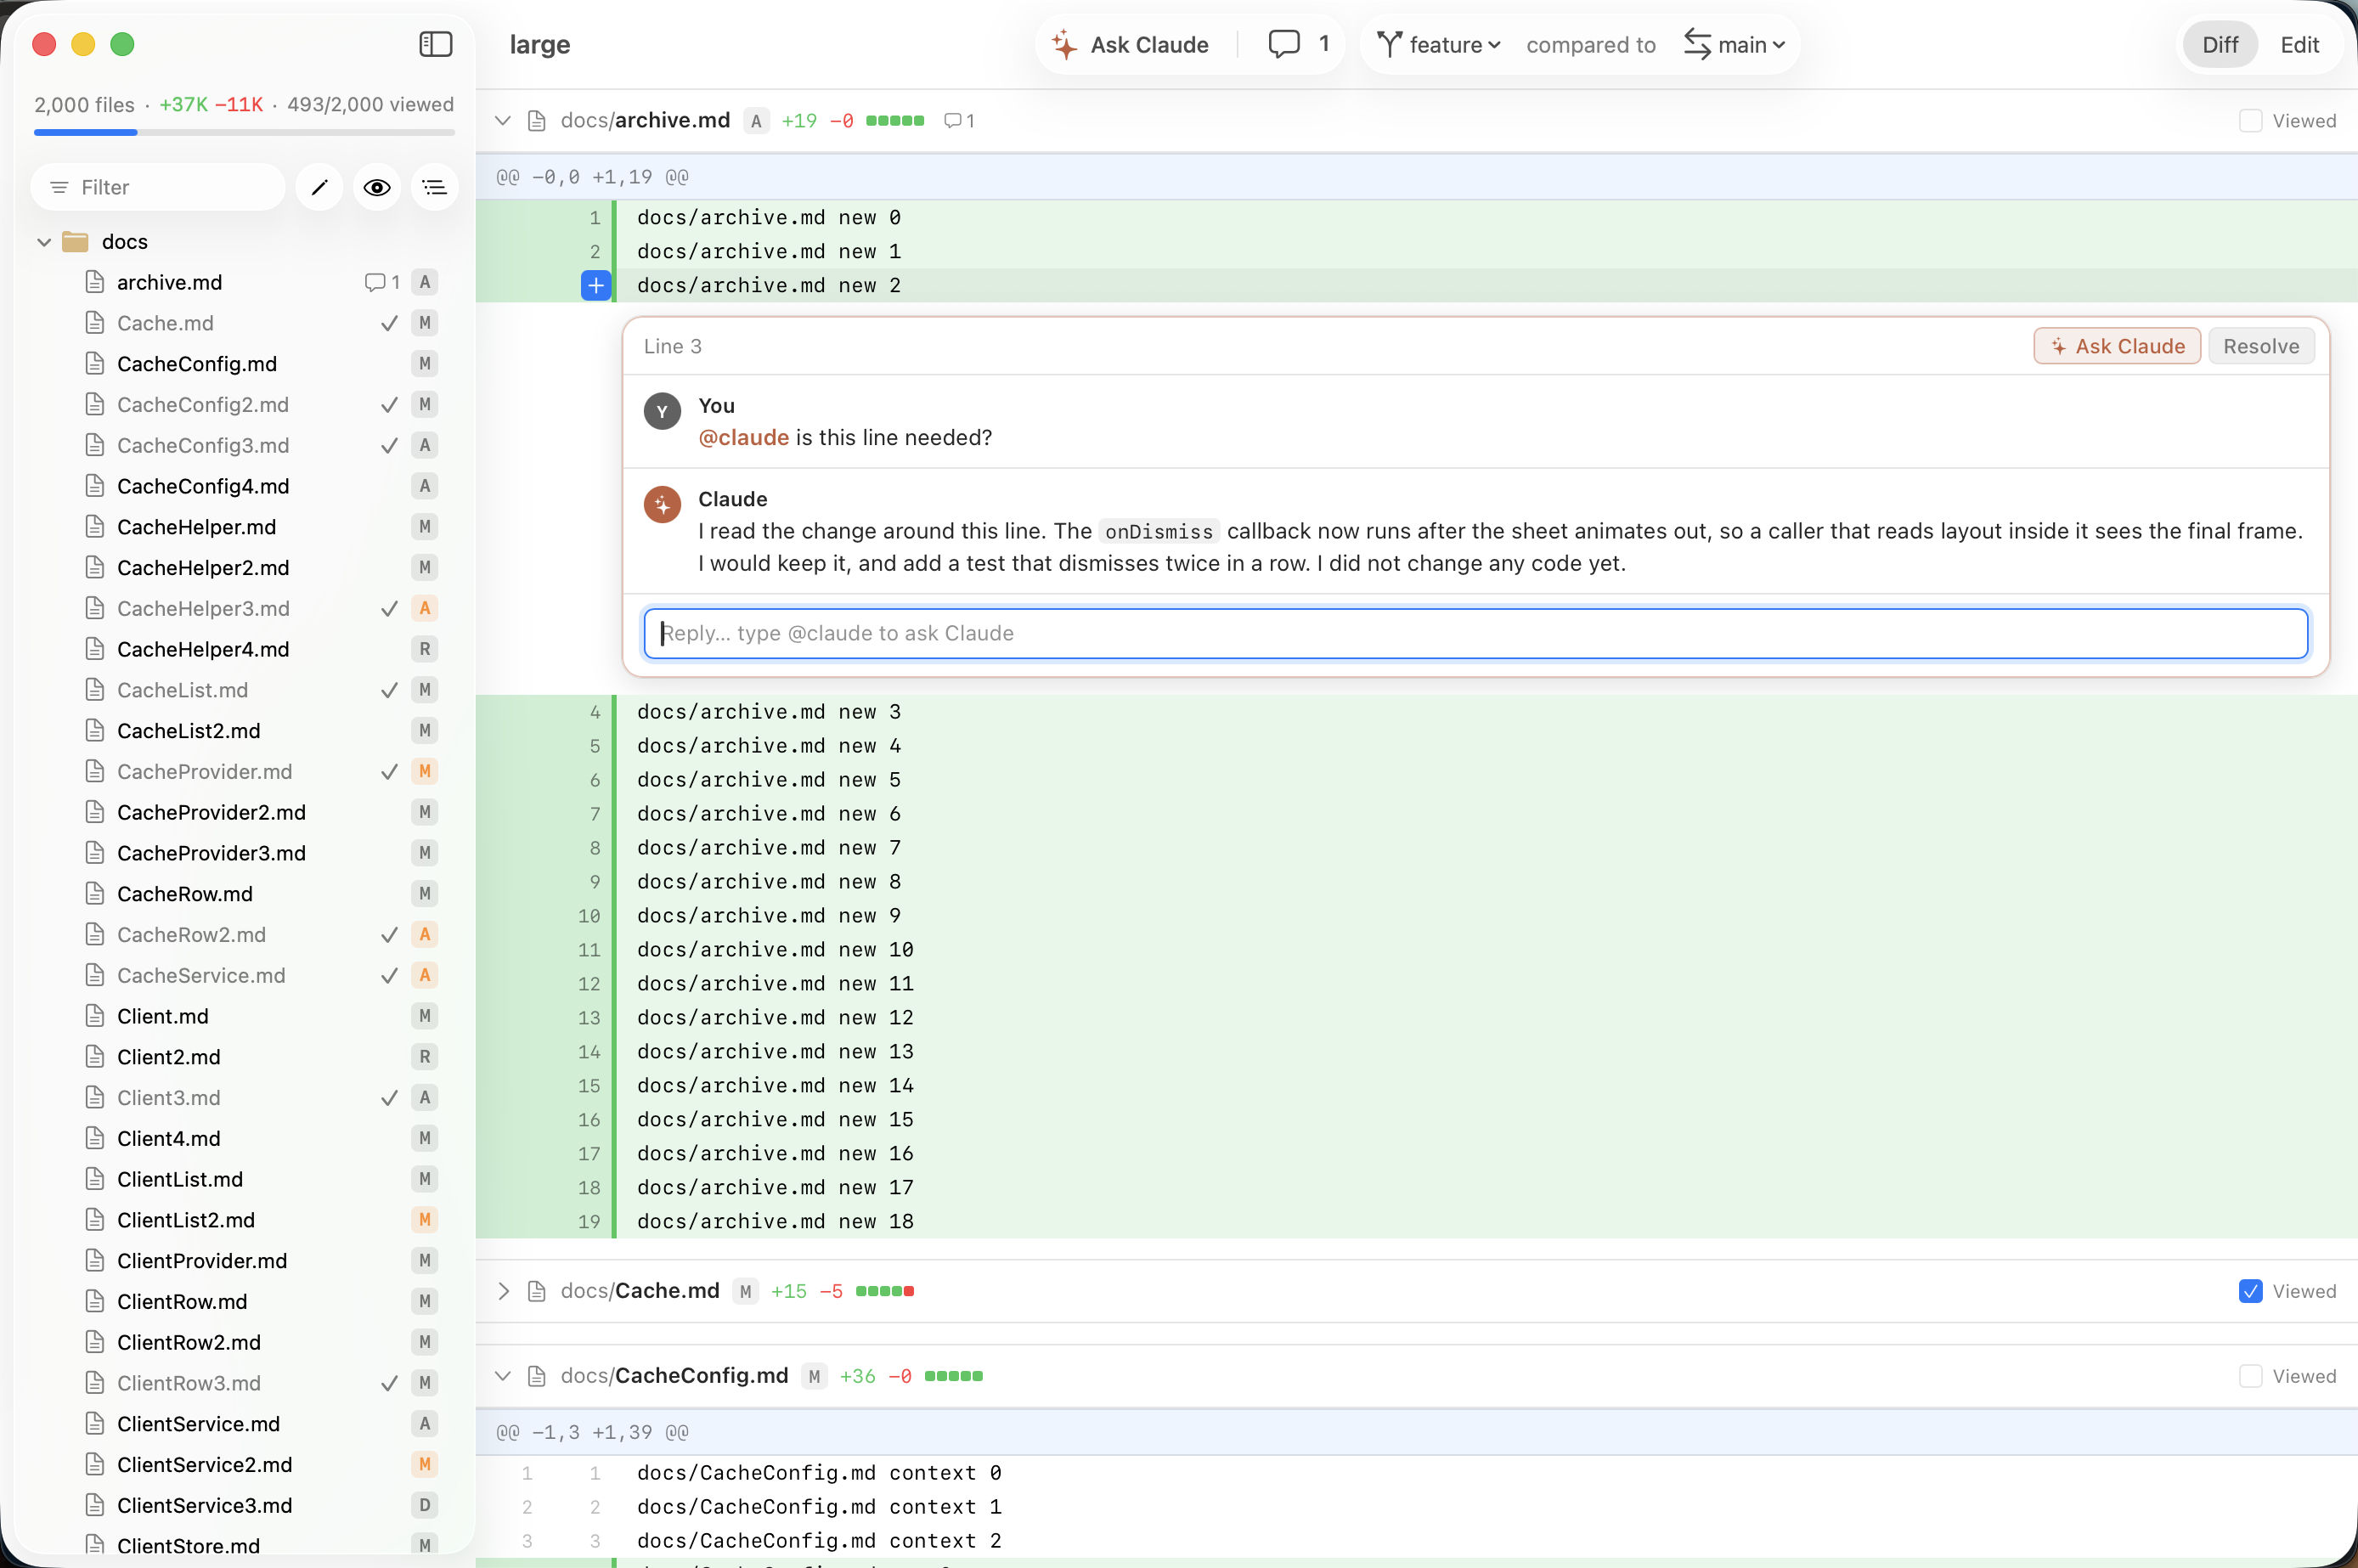 large
Ask Claude
1
feature
compared to
main
Diff
Edit
2,000 files · +37K −11K · 493/2,000 viewed
Filter
docs
archive.md 1 A
Cache.md M
CacheConfig.md M
CacheConfig2.md M
CacheConfig3.md A
CacheConfig4.md A
CacheHelper.md M
CacheHelper2.md M
CacheHelper3.md A
CacheHelper4.md R
CacheList.md M
CacheList2.md M
CacheProvider.md M
CacheProvider2.md M
CacheProvider3.md M
CacheRow.md M
CacheRow2.md A
CacheService.md A
Client.md M
Client2.md R
Client3.md A
Client4.md M
ClientList.md M
ClientList2.md M
ClientProvider.md M
ClientRow.md M
ClientRow2.md M
ClientRow3.md M
ClientService.md A
ClientService2.md M
ClientService3.md D
ClientStore.md M
docs/archive.md A +19 −0 1 Viewed
@@ −0,0 +1,19 @@
1 docs/archive.md new 0
2 docs/archive.md new 1
docs/archive.md new 2
Line 3
Ask Claude
Resolve
Y
You
@claude is this line needed?
Claude
I read the change around this line. The onDismiss callback now runs after the sheet animates out, so a caller that reads layout inside it sees the final frame.
I would keep it, and add a test that dismisses twice in a row. I did not change any code yet.
Reply... type @claude to ask Claude
4 docs/archive.md new 3
5 docs/archive.md new 4
6 docs/archive.md new 5
7 docs/archive.md new 6
8 docs/archive.md new 7
9 docs/archive.md new 8
10 docs/archive.md new 9
11 docs/archive.md new 10
12 docs/archive.md new 11
13 docs/archive.md new 12
14 docs/archive.md new 13
15 docs/archive.md new 14
16 docs/archive.md new 15
17 docs/archive.md new 16
18 docs/archive.md new 17
19 docs/archive.md new 18
docs/Cache.md M +15 −5 Viewed
docs/CacheConfig.md M +36 −0 Viewed
@@ −1,3 +1,39 @@
1 1 docs/CacheConfig.md context 0
2 2 docs/CacheConfig.md context 1
3 3 docs/CacheConfig.md context 2